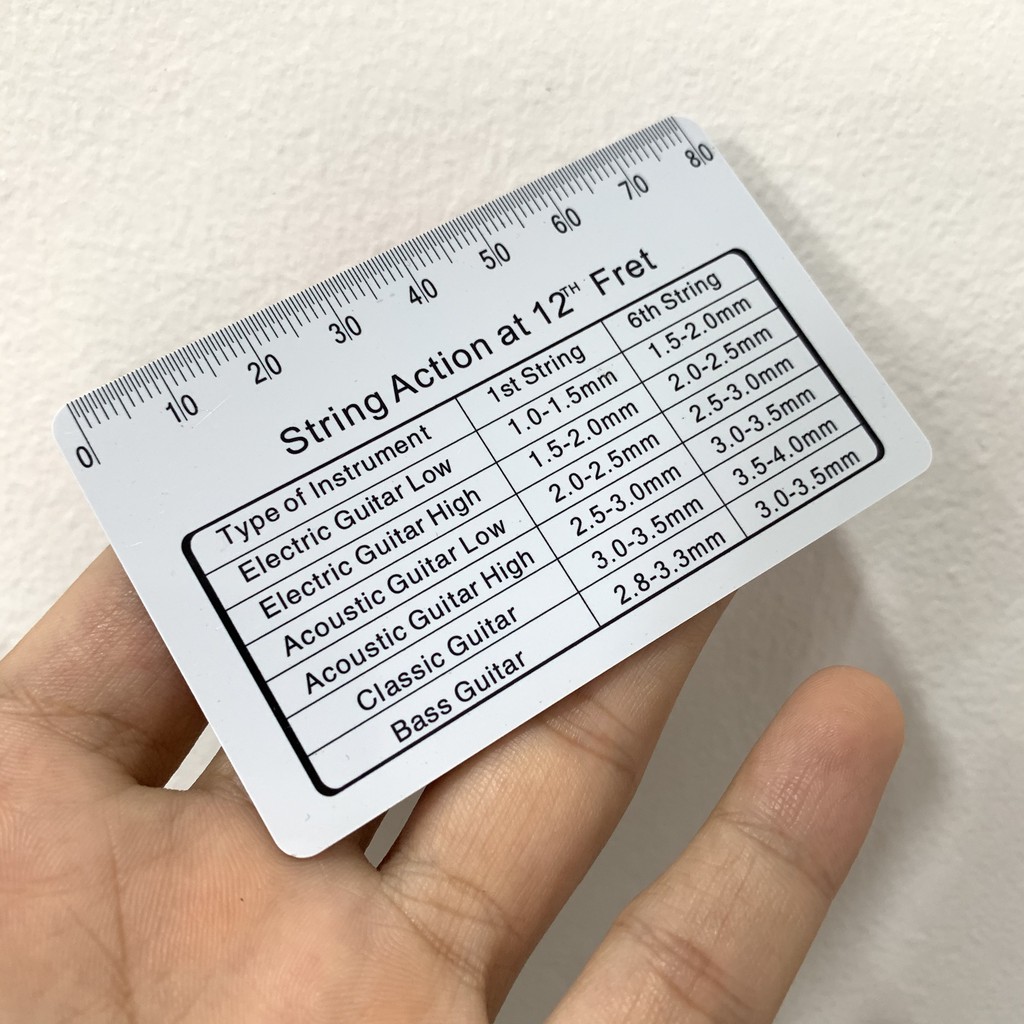 0 10 20 30 40 50 60 70 80
String Action at 12TH Fret
Type of Instrument 1st String 6th String
Electric Guitar Low 1.0-1.5mm 1.5-2.0mm
Electric Guitar High 1.5-2.0mm 2.0-2.5mm
Acoustic Guitar Low 2.0-2.5mm 2.5-3.0mm
Acoustic Guitar High 2.5-3.0mm 3.0-3.5mm
Classic Guitar 3.0-3.5mm 3.5-4.0mm
Bass Guitar 2.8-3.3mm 3.0-3.5mm